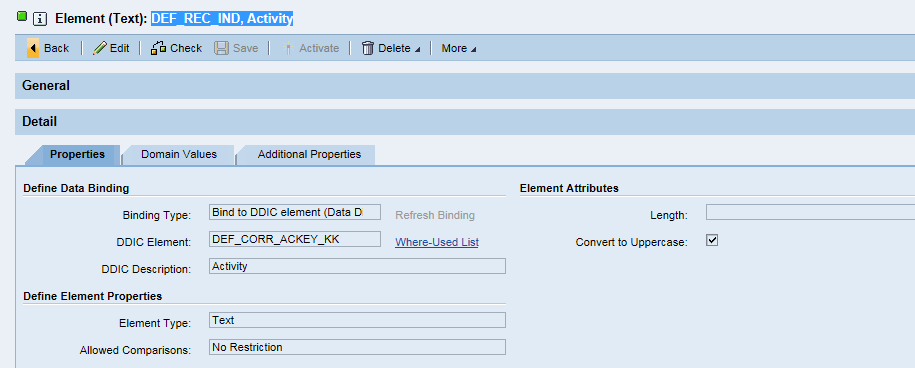 Element (Text): DEF_REC_IND, Activity
Back Edit Check Save Activate Delete More
General
Detail
Properties Domain Values Additional Properties
Define Data Binding Element Attributes
Binding Type: Bind to DDIC element (Data D Refresh Binding Length:
DDIC Element: DEF_CORR_ACKEY_KK Where-Used List Convert to Uppercase:
DDIC Description: Activity
Define Element Properties
Element Type: Text
Allowed Comparisons: No Restriction